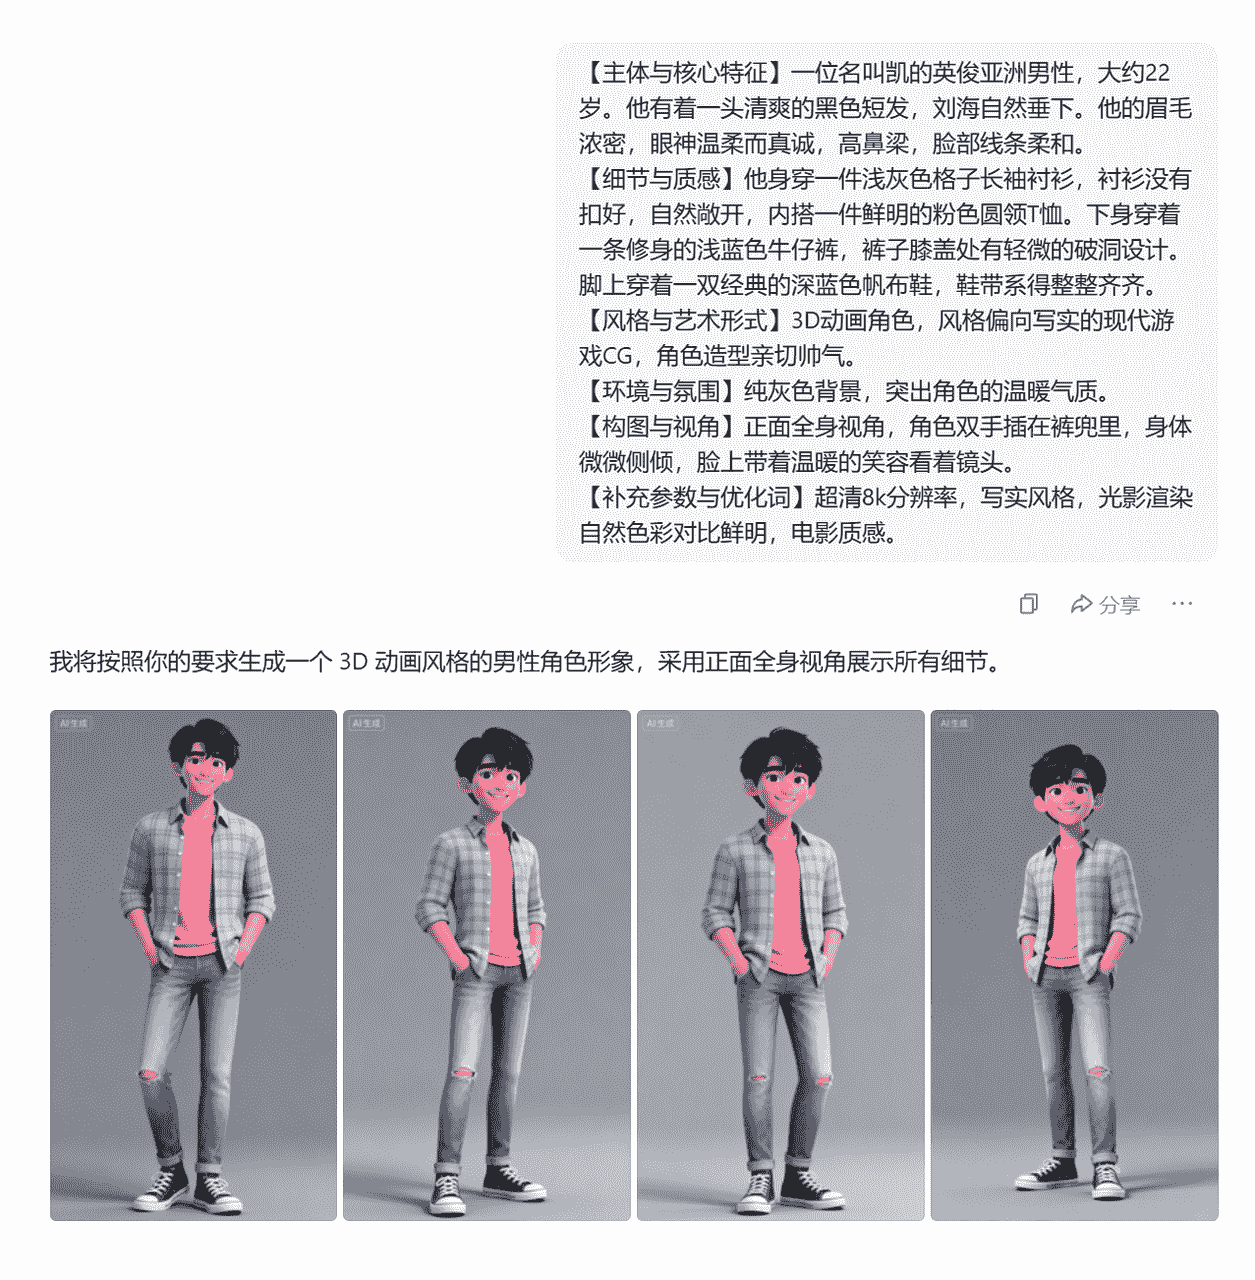 【主体与核心特征】一位名叫凯的英俊亚洲男性，大约22
岁。他有着一头清爽的黑色短发，刘海自然垂下。他的眉毛
浓密，眼神温柔而真诚，高鼻梁，脸部线条柔和。
【细节与质感】他身穿一件浅灰色格子长袖衬衫，衬衫没有
扣好，自然敞开，内搭一件鲜明的粉色圆领T恤。下身穿着
一条修身的浅蓝色牛仔裤，裤子膝盖处有轻微的破洞设计。
脚上穿着一双经典的深蓝色帆布鞋，鞋带系得整整齐齐。
【风格与艺术形式】3D动画角色，风格偏向写实的现代游
戏CG，角色造型亲切帅气。
【环境与氛围】纯灰色背景，突出角色的温暖气质。
【构图与视角】正面全身视角，角色双手插在裤兜里，身体
微微侧倾，脸上带着温暖的笑容看着镜头。
【补充参数与优化词】超清8k分辨率，写实风格，光影渲染
自然色彩对比鲜明，电影质感。
分享
我将按照你的要求生成一个 3D 动画风格的男性角色形象，采用正面全身视角展示所有细节。
AI生成
AI生成
AI生成
AI生成